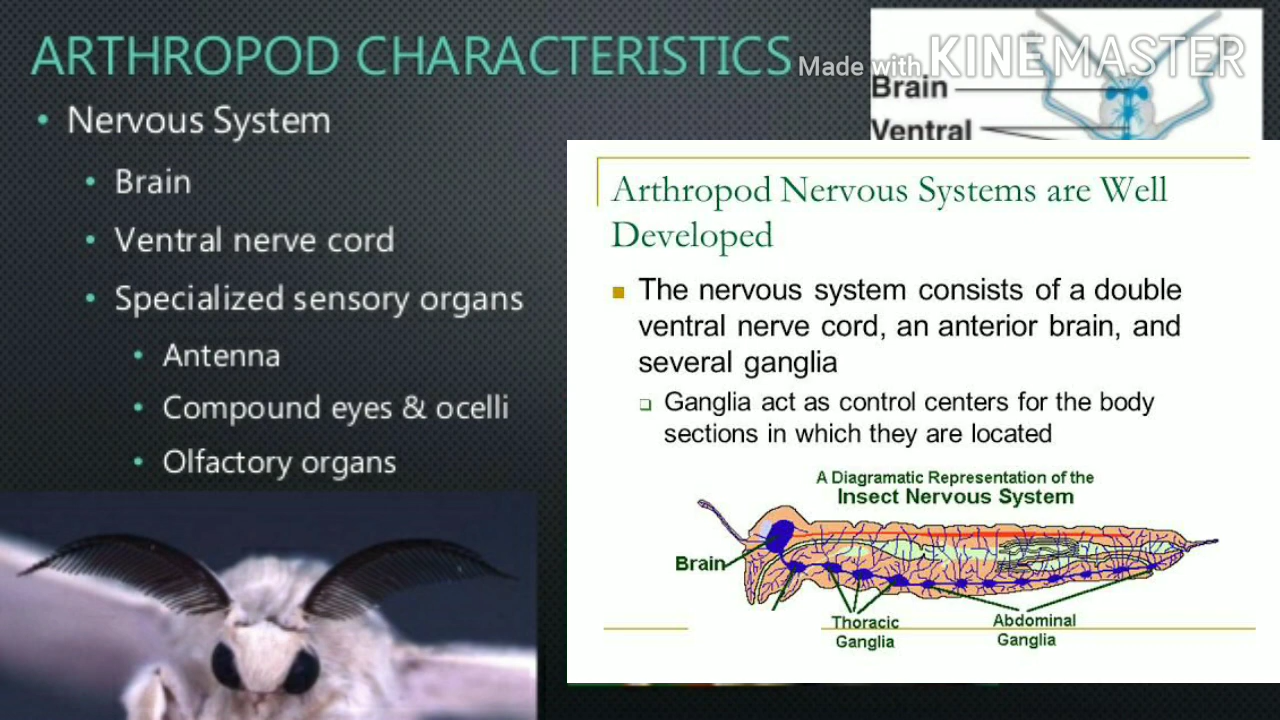 ARTHROPOD CHARACTERISTICS
Made with KINEMASTER
• Nervous System
• Brain
• Ventral nerve cord
• Specialized sensory organs
• Antenna
• Compound eyes & ocelli
• Olfactory organs
Brain
Ventral
Arthropod Nervous Systems are Well
Developed
The nervous system consists of a double
ventral nerve cord, an anterior brain, and
several ganglia
Ganglia act as control centers for the body
sections in which they are located
A Diagramatic Representation of the
Insect Nervous System
Brain
Thoracic
Ganglia
Abdominal
Ganglia